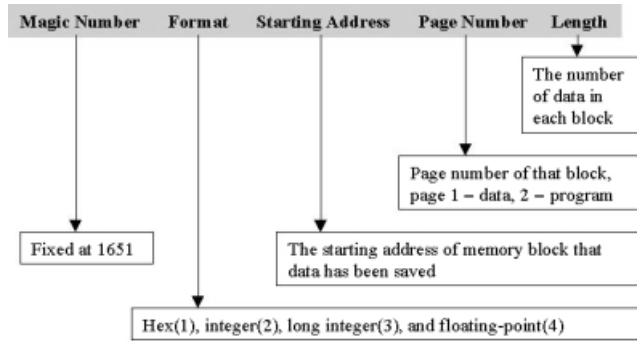 Magic Number Format Starting Address Page Number Length
The number
of data in
each block
Page number of that block,
page 1 – data, 2 – program
Fixed at 1651
The starting address of memory block that
data has been saved
Hex(1), integer(2), long integer(3), and floating-point(4)